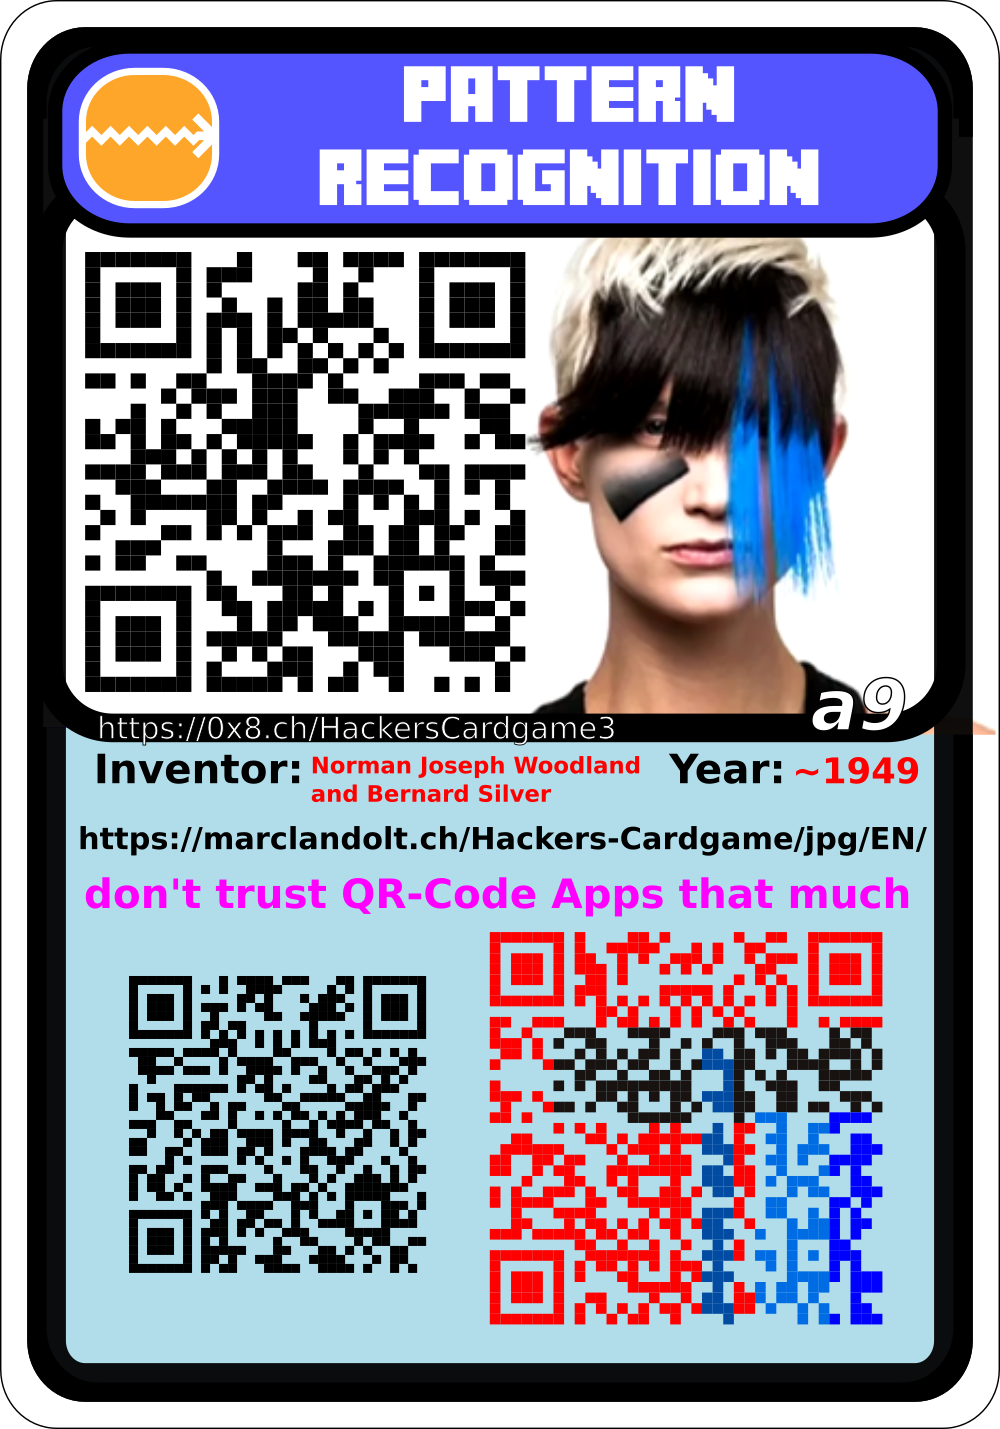 PATTERN
RECOGNITION
a9
https://0x8.ch/HackersCardgame3
Inventor: Norman Joseph Woodland
and Bernard Silver
Year: ~1949
https://marclandolt.ch/Hackers-Cardgame/jpg/EN/
don't trust QR-Code Apps that much